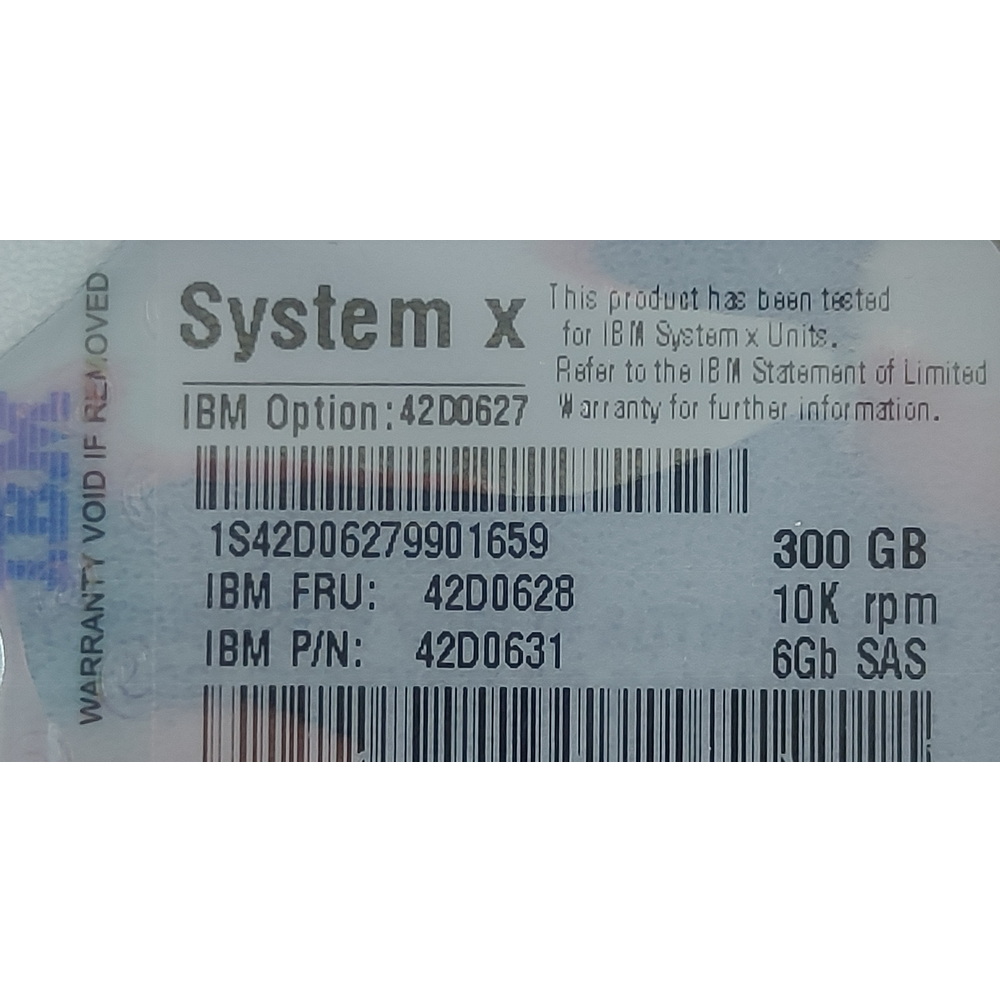 System x
This product has been tested
for IBM System x Units.
Refer to the IBM Statement of Limited
Warranty for further information.
IBM Option:42D0627
1S42D06279901659
300 GB
IBM FRU: 42D0628
10K rpm
IBM P/N: 42D0631
6Gb SAS
WARRANTY VOID IF REMOVED
IBM